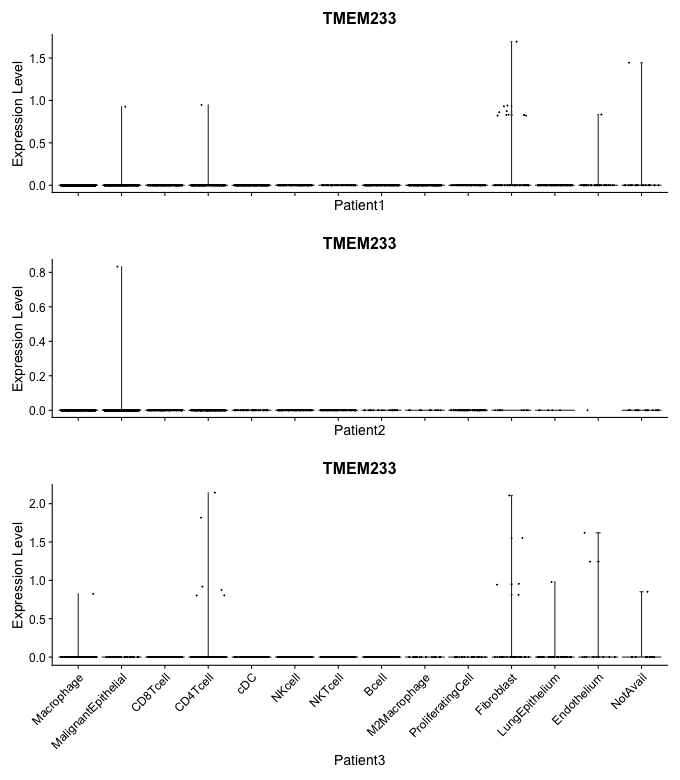 TMEM233
Expression Level
1.5
1.0
0.5
0.0
Patient1
TMEM233
Expression Level
0.8
0.6
0.4
0.2
0.0
Patient2
TMEM233
Expression Level
2.0
1.5
1.0
0.5
0.0
Macrophage
MalignantEpithelial
CD8Tcell
CD4Tcell
cDC
NKcell
NKTcell
Bcell
M2Macrophage
ProliferatingCell
Fibroblast
LungEpithelium
Endothelium
NotAvail
Patient3